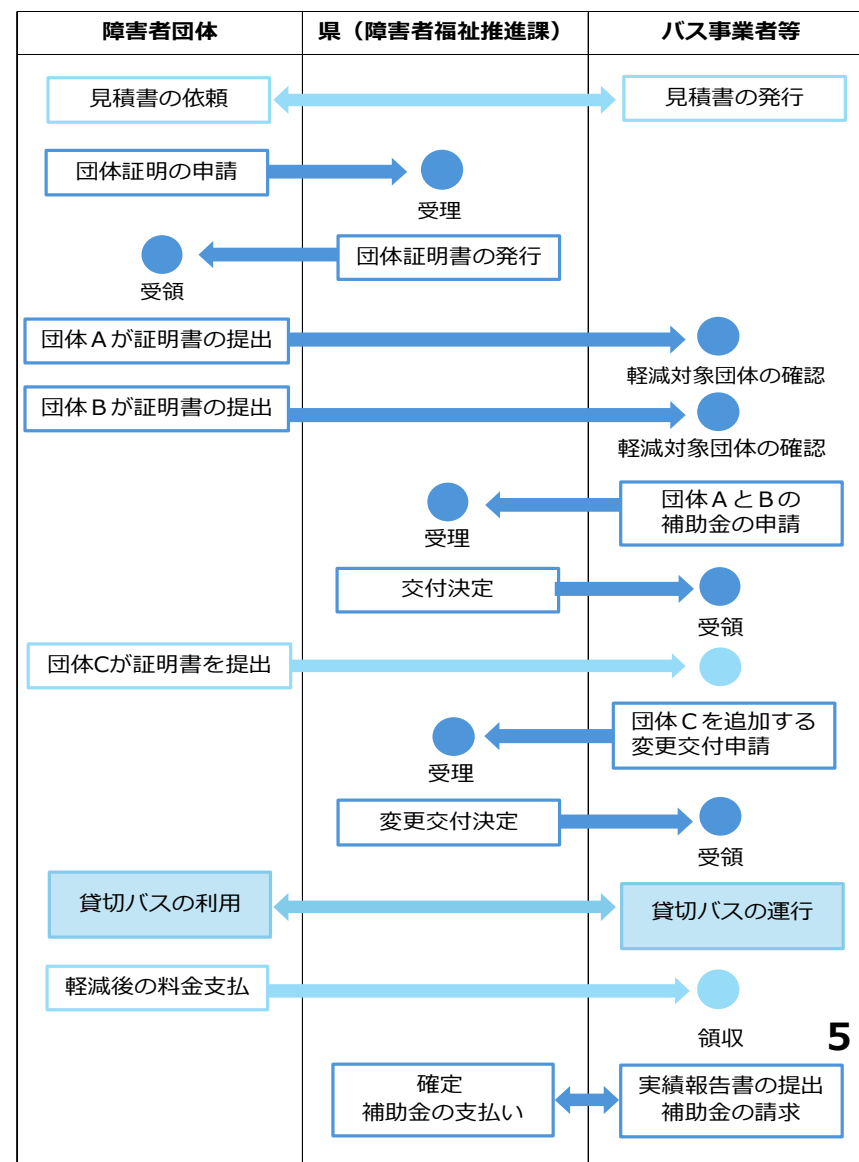 障害者団体
県（障害者福祉推進課）
バス事業者等
見積書の依頼
見積書の発行
団体証明の申請
受理
団体証明書の発行
受領
団体Ａが証明書の提出
軽減対象団体の確認
団体Ｂが証明書の提出
軽減対象団体の確認
団体ＡとＢの
補助金の申請
受理
交付決定
受領
団体Cが証明書を提出
団体Ｃを追加する
変更交付申請
受理
変更交付決定
受領
貸切バスの利用
貸切バスの運行
軽減後の料金支払
領収
5
確定
補助金の支払い
実績報告書の提出
補助金の請求